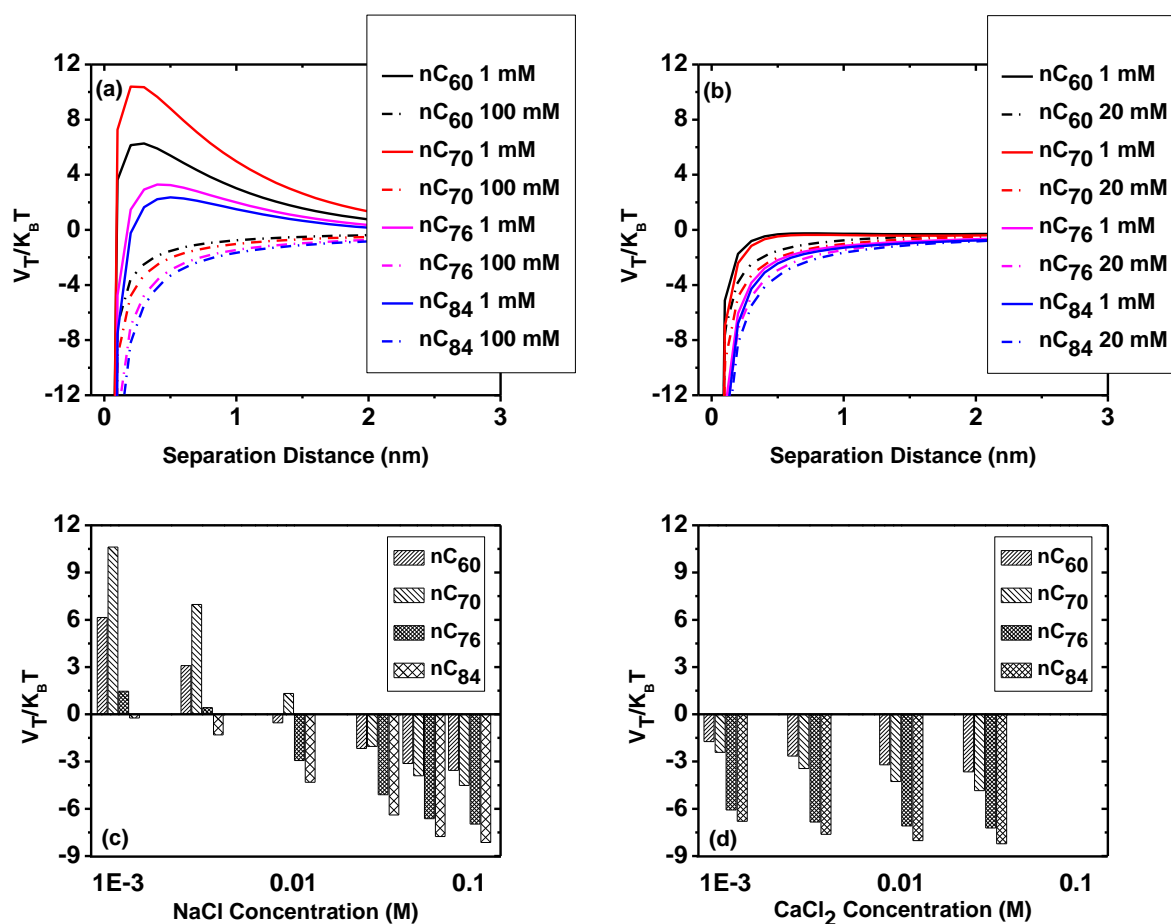 (a)
12
8
4
0
-4
-8
-12
V_T/K_BT
0 1 2 3
Separation Distance (nm)
nC60 1 mM
nC60 100 mM
nC70 1 mM
nC70 100 mM
nC76 1 mM
nC76 100 mM
nC84 1 mM
nC84 100 mM
(b)
12
8
4
0
-4
-8
-12
V_T/K_BT
0 1 2 3
Separation Distance (nm)
nC60 1 mM
nC60 20 mM
nC70 1 mM
nC70 20 mM
nC76 1 mM
nC76 20 mM
nC84 1 mM
nC84 20 mM
12
9
6
3
0
-3
-6
-9
V_T/K_BT
nC60
nC70
nC76
nC84
(c)
1E-3 0.01 0.1
NaCl Concentration (M)
12
9
6
3
0
-3
-6
-9
V_T/K_BT
nC60
nC70
nC76
nC84
(d)
1E-3 0.01 0.1
CaCl2 Concentration (M)